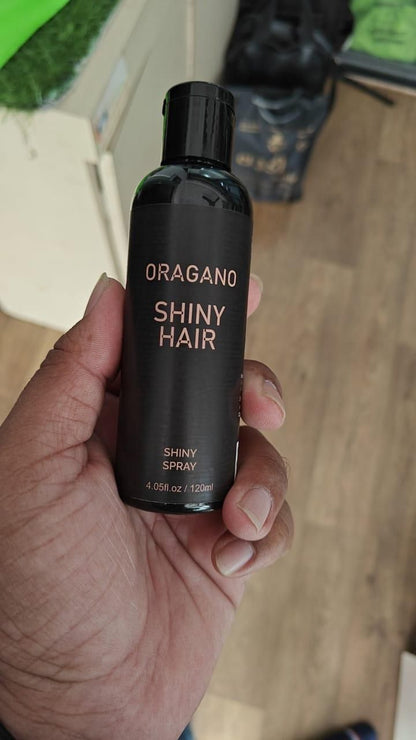 ORAGANO
SHINY
HAIR
SHINY
SPRAY
4.05fl.oz / 120ml